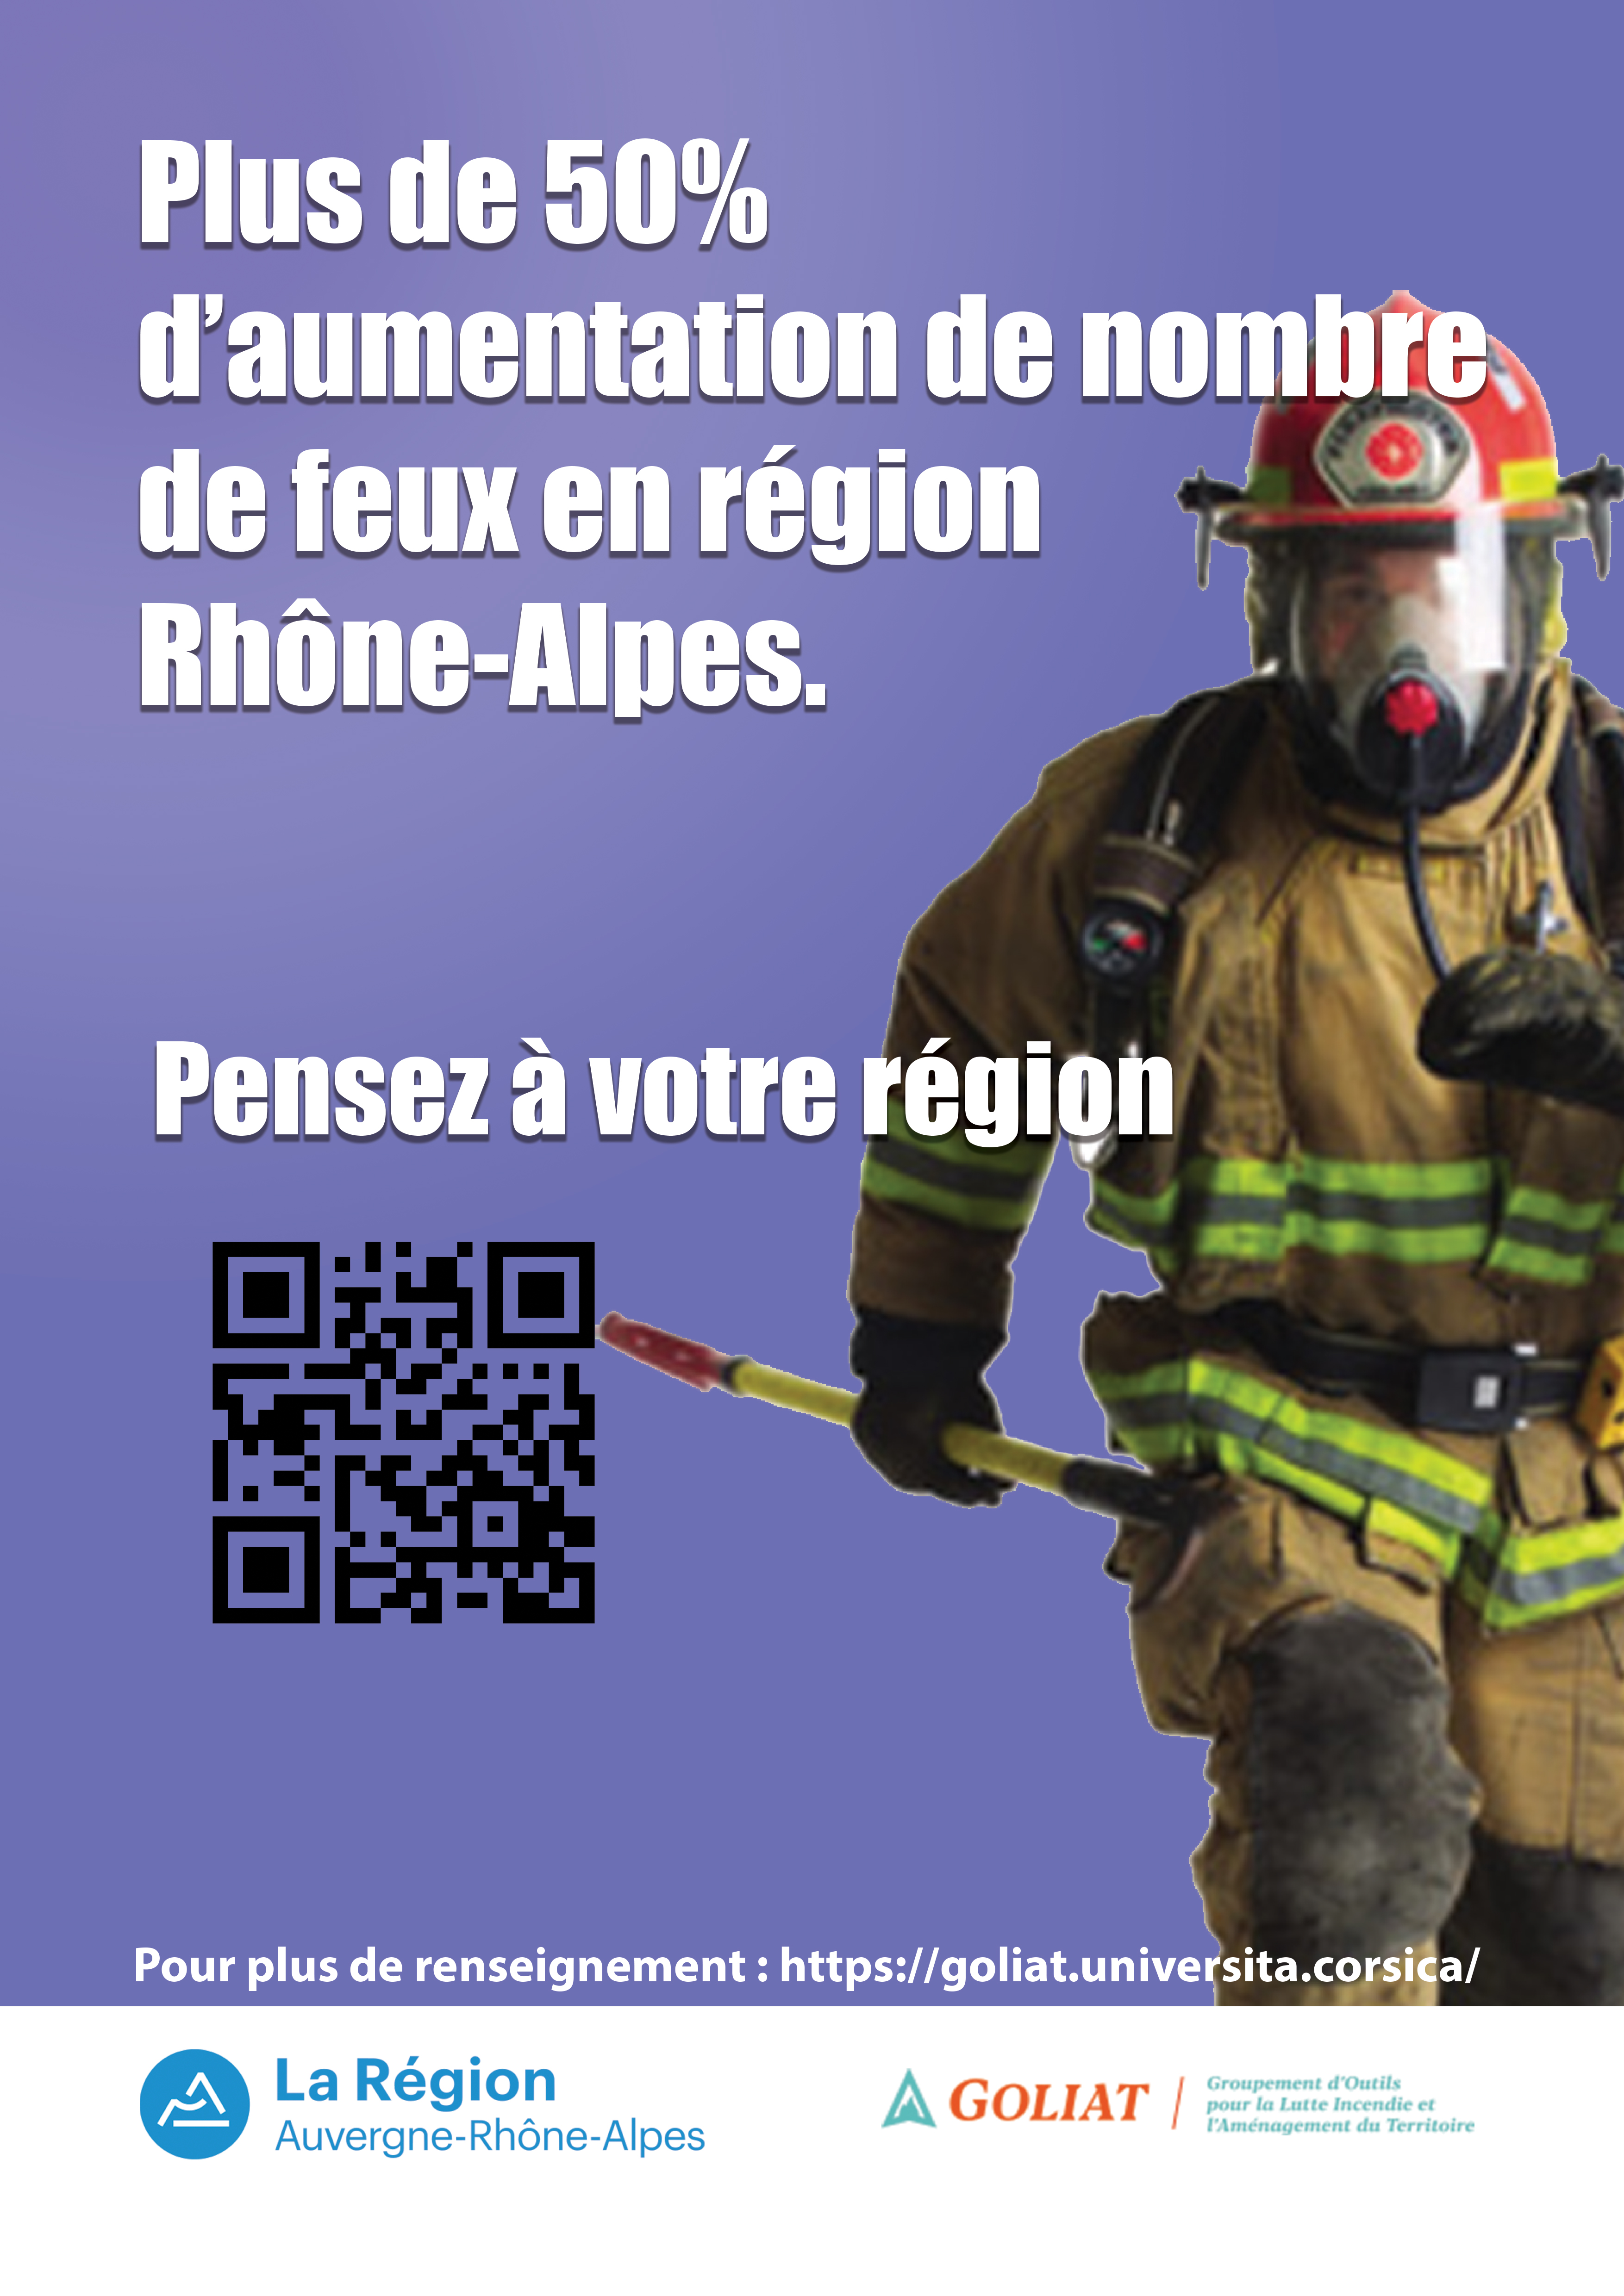 Plus de 50%
d’aumentation de nombre
de feux en région
Rhône-Alpes.
Pensez à votre région
Pour plus de renseignement : https://goliat.universita.corsica/
La Région
Auvergne-Rhône-Alpes
GOLIAT
Groupement d'Outils
pour la Lutte Incendie et
l'Aménagement du Territoire